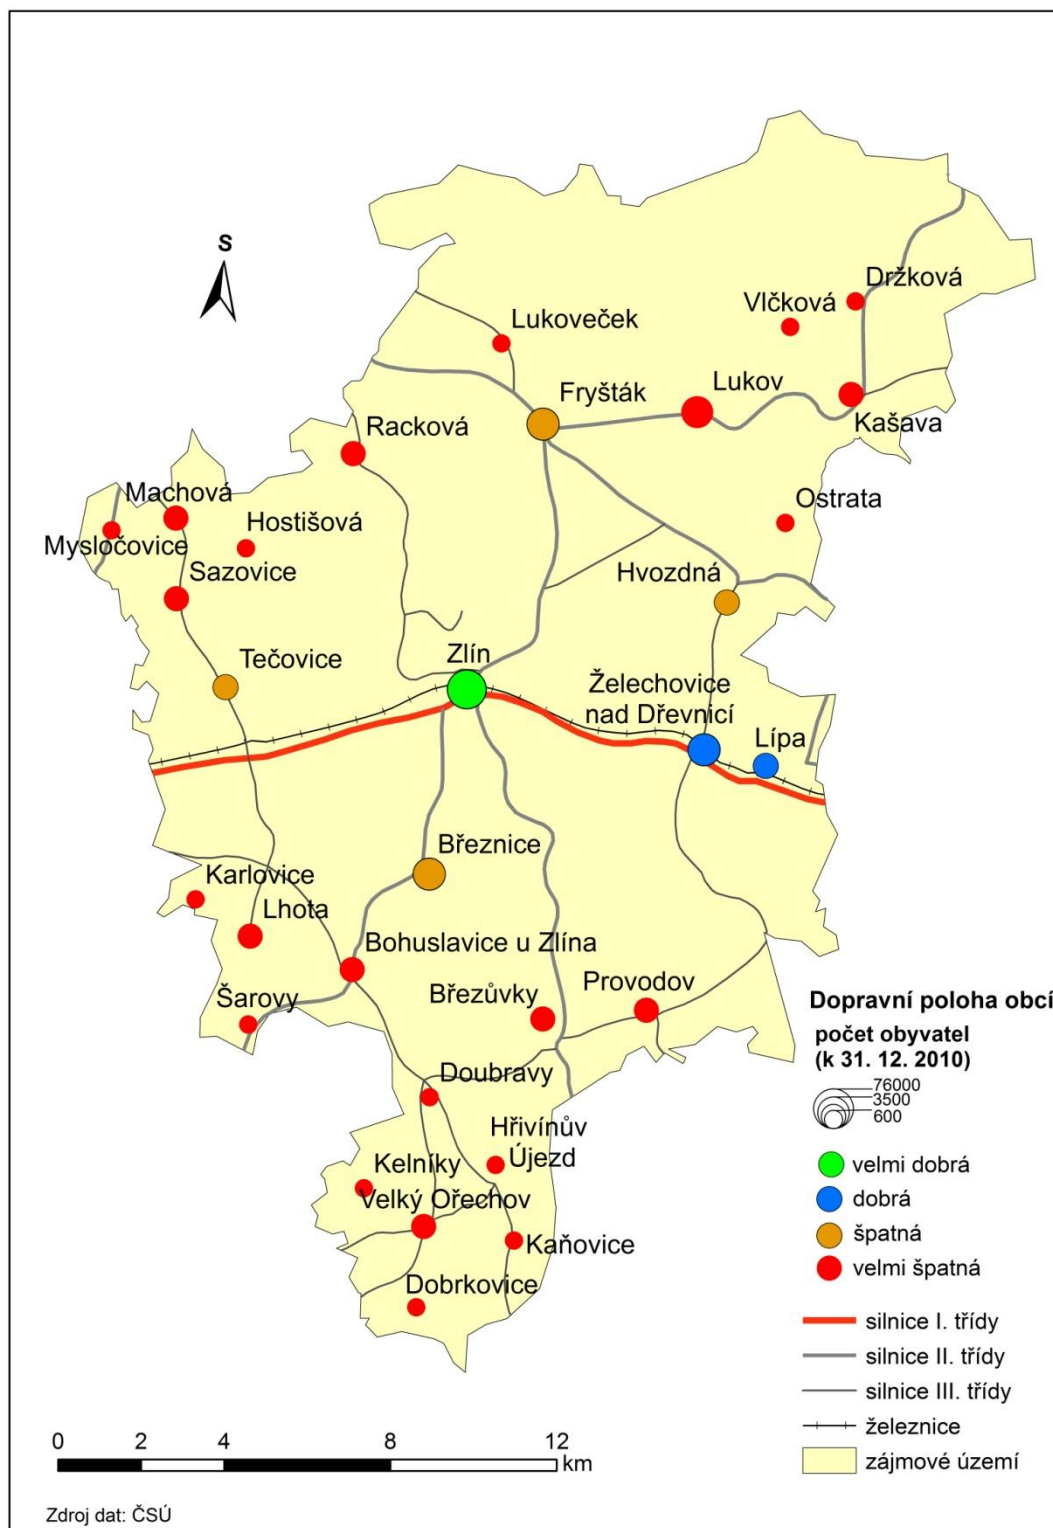 S
Držková
Vlčková
Lukoveček
Fryšták
Lukov
Kašava
Racková
Machová
Ostrata
Hostišová
Mysločovice
Sazovice
Hvozdná
Tečovice
Zlín
Želechovice
nad Dřevnicí
Lípa
Březnice
Karlovice
Lhota
Bohuslavice u Zlína
Provodov
Šarovy
Březůvky
Doubravy
Hřivínův
Újezd
Kelníky
Velký Ořechov
Kaňovice
Dobrkovice
Dopravní poloha obcí
počet obyvatel
(k 31. 12. 2010)
76000
3500
600
velmi dobrá
dobrá
špatná
velmi špatná
silnice I. třídy
silnice II. třídy
silnice III. třídy
železnice
zájmové území
0 2 4 8 12
km
Zdroj dat: ČSÚ